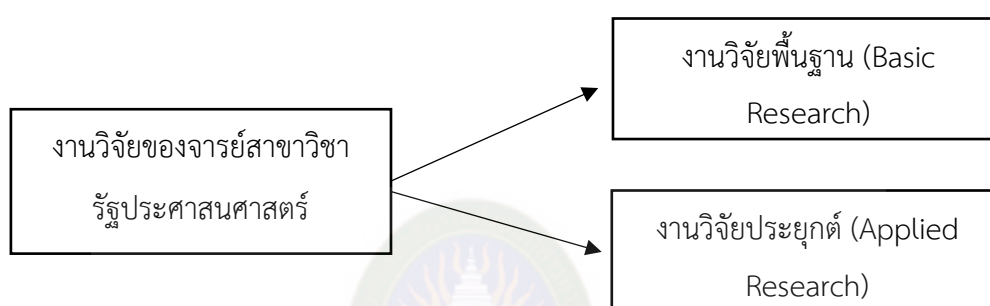 งานวิจัยพื้นฐาน (Basic
Research)
งานวิจัยของจารย์สาขาวิชา
รัฐประศาสนศาสตร์
งานวิจัยประยุกต์ (Applied
Research)